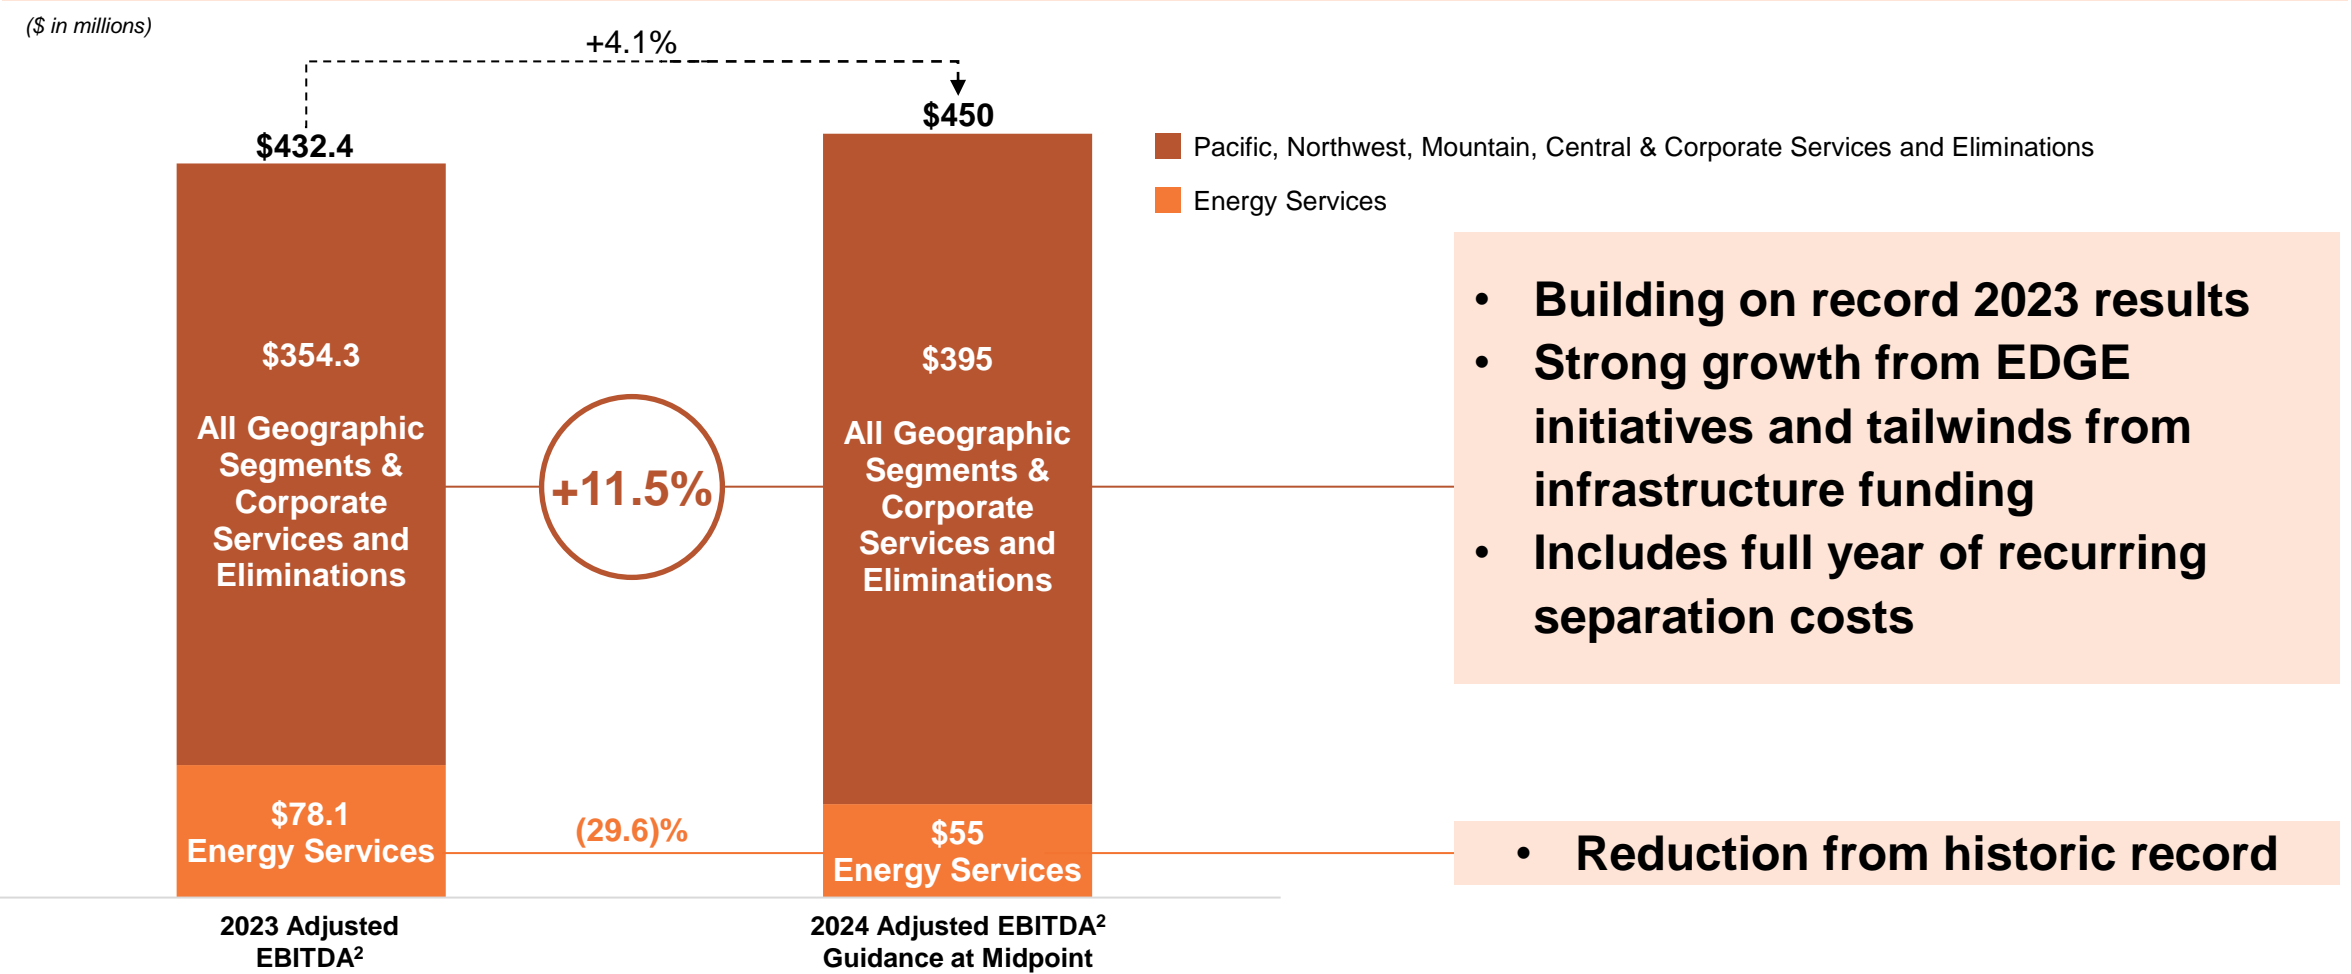 ($ in millions)
+4.1%
$432.4
$450
Pacific, Northwest, Mountain, Central & Corporate Services and Eliminations
Energy Services
$354.3
All Geographic
Segments &
Corporate
Services and
Eliminations
+11.5%
$395
All Geographic
Segments &
Corporate
Services and
Eliminations
• Building on record 2023 results
• Strong growth from EDGE
initiatives and tailwinds from
infrastructure funding
• Includes full year of recurring
separation costs
$78.1
Energy Services
(29.6)%
$55
Energy Services
• Reduction from historic record
2023 Adjusted
EBITDA²
2024 Adjusted EBITDA²
Guidance at Midpoint